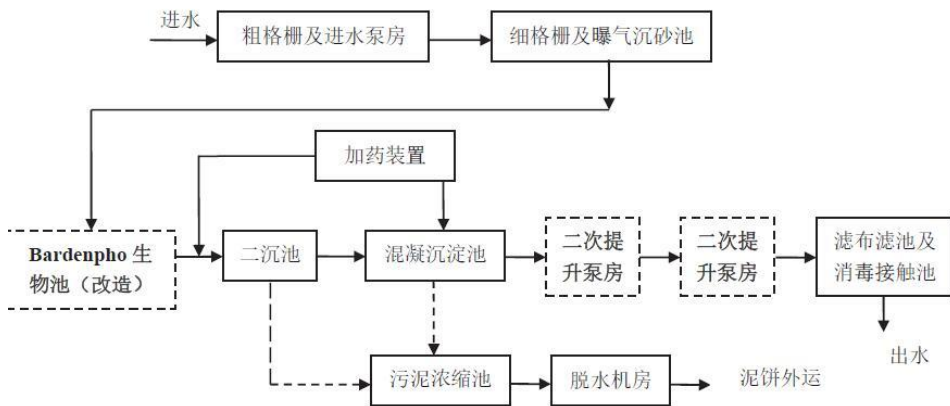 进水
粗格栅及进水泵房
细格栅及曝气沉砂池
加药装置
Bardenpho 生
物池（改造）
二沉池
混凝沉淀池
二次提
升泵房
二次提
升泵房
滤布滤池及
消毒接触池
出水
污泥浓缩池
脱水机房
泥饼外运